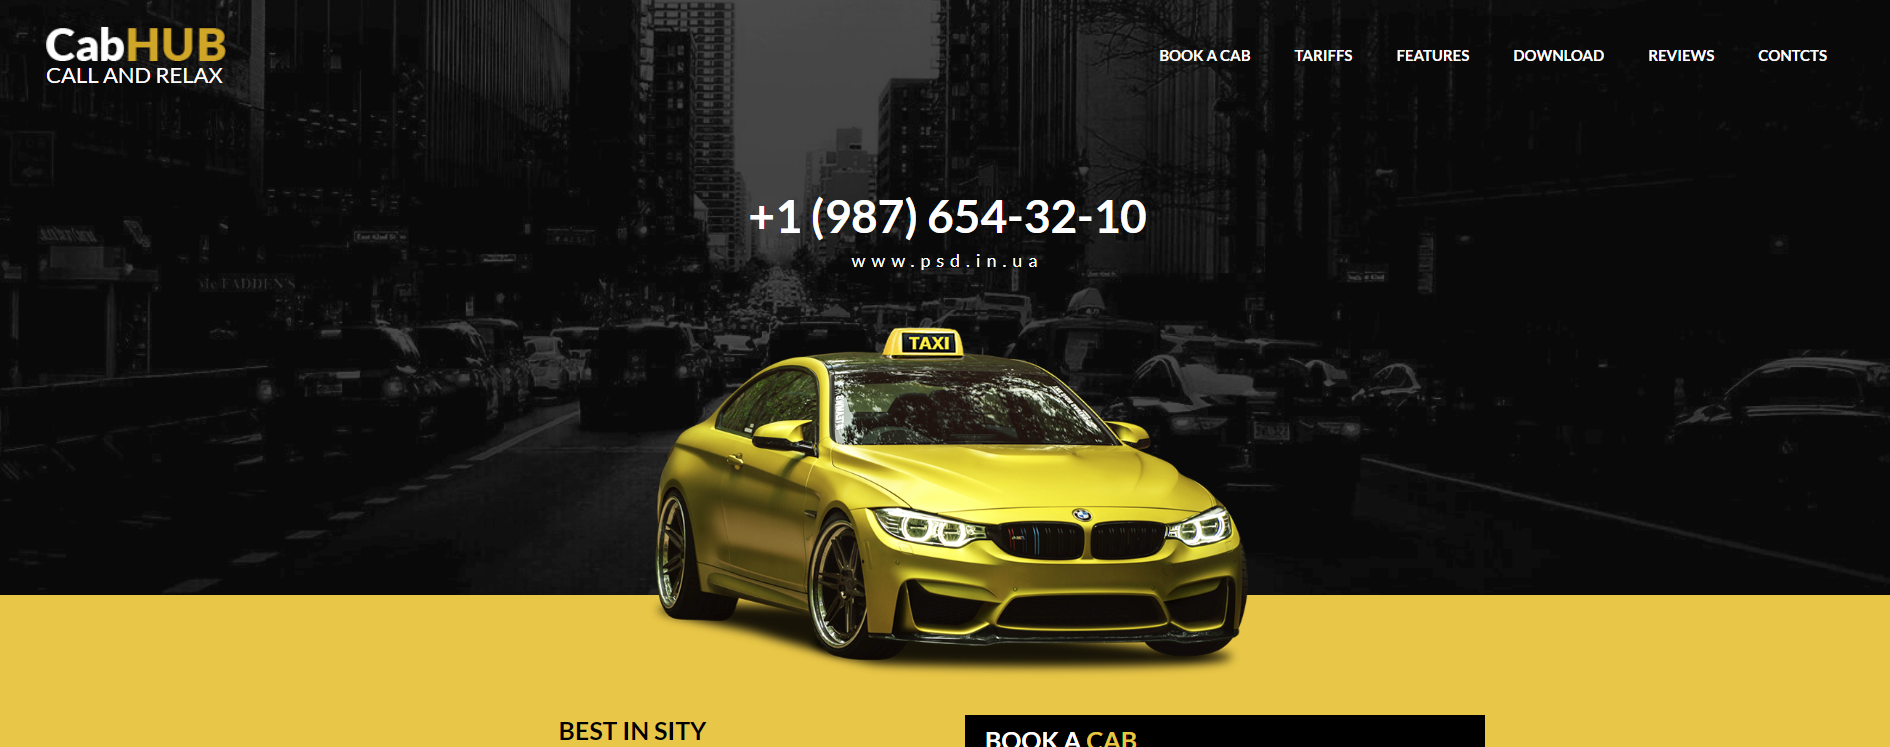 CabHUB
CALL AND RELAX
BOOK A CAB
TARIFFS
FEATURES
DOWNLOAD
REVIEWS
CONTCTS
+1 (987) 654-32-10
www.psd.in.ua
McFADDEN'S
TAXI
BEST IN SITY
BOOK A CAB